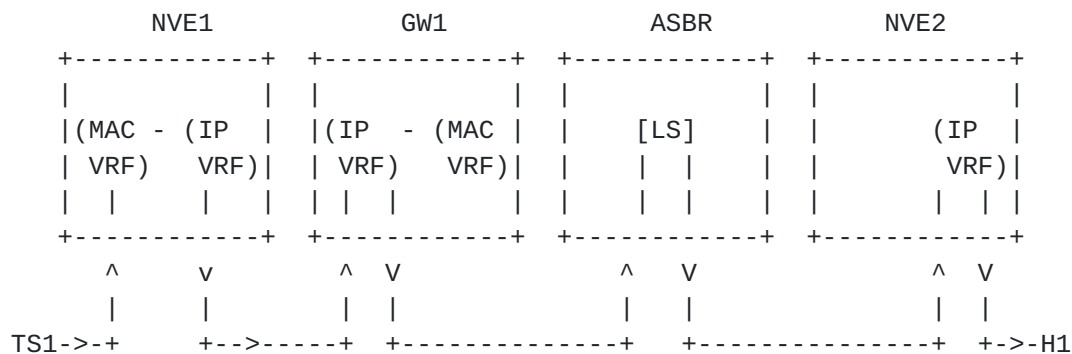 NVE1 GW1 ASBR NVE2
+------------+ +------------+ +------------+ +------------+
| | | | | | | |
|(MAC - (IP | |(IP - (MAC | | [LS] | | (IP |
| VRF) VRF)| | VRF) VRF)| | | | | | VRF)|
| | | | | | | | | | | | | | | |
+------------+ +------------+ +------------+ +------------+
^ v ^ V ^ V ^ V
| | | | | | | |
TS1->-+ +-->-----+ +--------------+ +---------------+ +->-H1